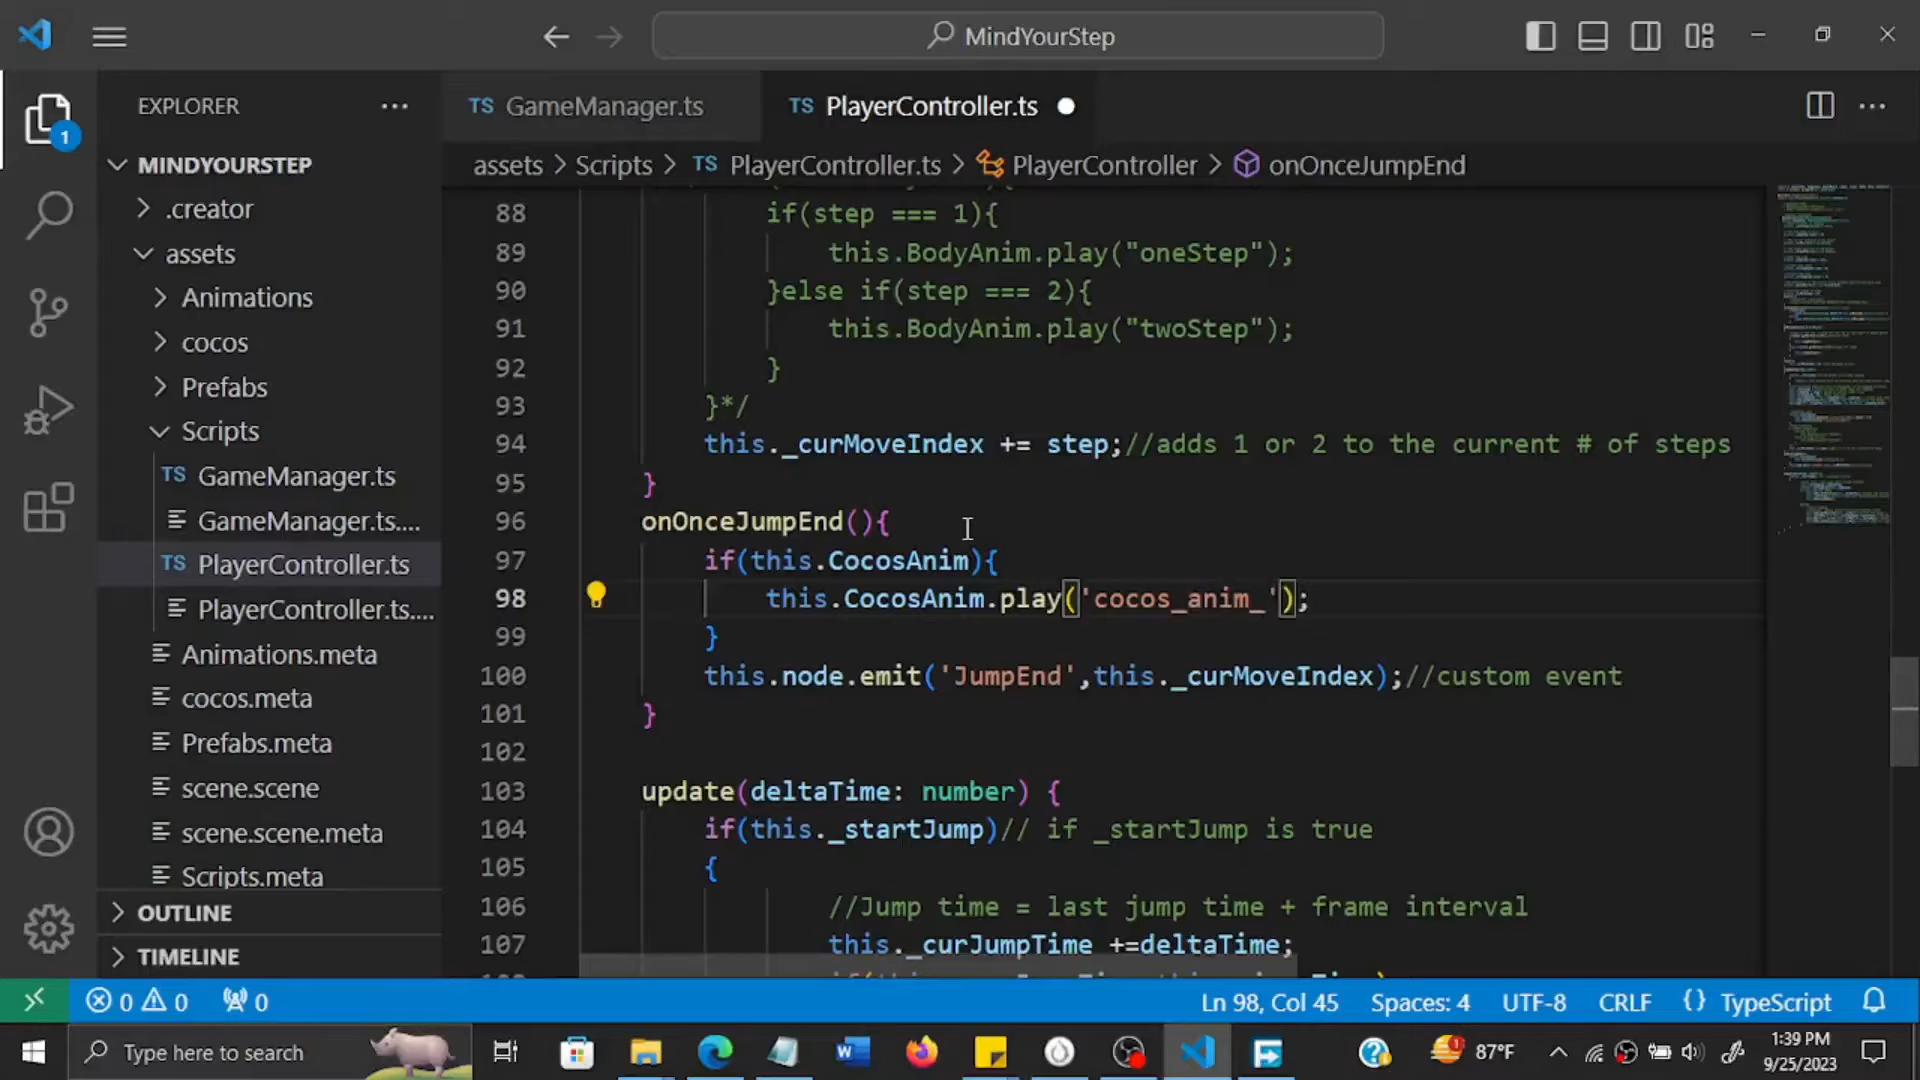 MindYourStep
EXPLORER
MINDYOURSTEP
.creator
assets
Animations
cocos
Prefabs
Scripts
TS GameManager.ts
GameManager.ts....
TS PlayerController.ts
PlayerController.ts....
Animations.meta
cocos.meta
Prefabs.meta
scene.scene
scene.scene.meta
Scripts.meta
OUTLINE
TIMELINE
1
TS GameManager.ts
TS PlayerController.ts
assets > Scripts > TS PlayerController.ts > PlayerController > onOnceJumpEnd
88 if(step === 1){
89 this.BodyAnim.play("oneStep");
90 }else if(step === 2){
91 this.BodyAnim.play("twoStep");
92 }
93 }*/
94 this._curMoveIndex += step;//adds 1 or 2 to the current # of steps
95 }
96 onOnceJumpEnd(){
97 if(this.CocosAnim){
98 this.CocosAnim.play('cocos_anim_');
99 }
100 this.node.emit('JumpEnd',this._curMoveIndex);//custom event
101 }
102
103 update(deltaTime: number) {
104 if(this._startJump)// if _startJump is true
105 {
106 //Jump time = last jump time + frame interval
107 this._curJumpTime +=deltaTime;
0 0 0
Ln 98, Col 45 Spaces: 4 UTF-8 CRLF {} TypeScript
Type here to search
87°F
1:39 PM
9/25/2023